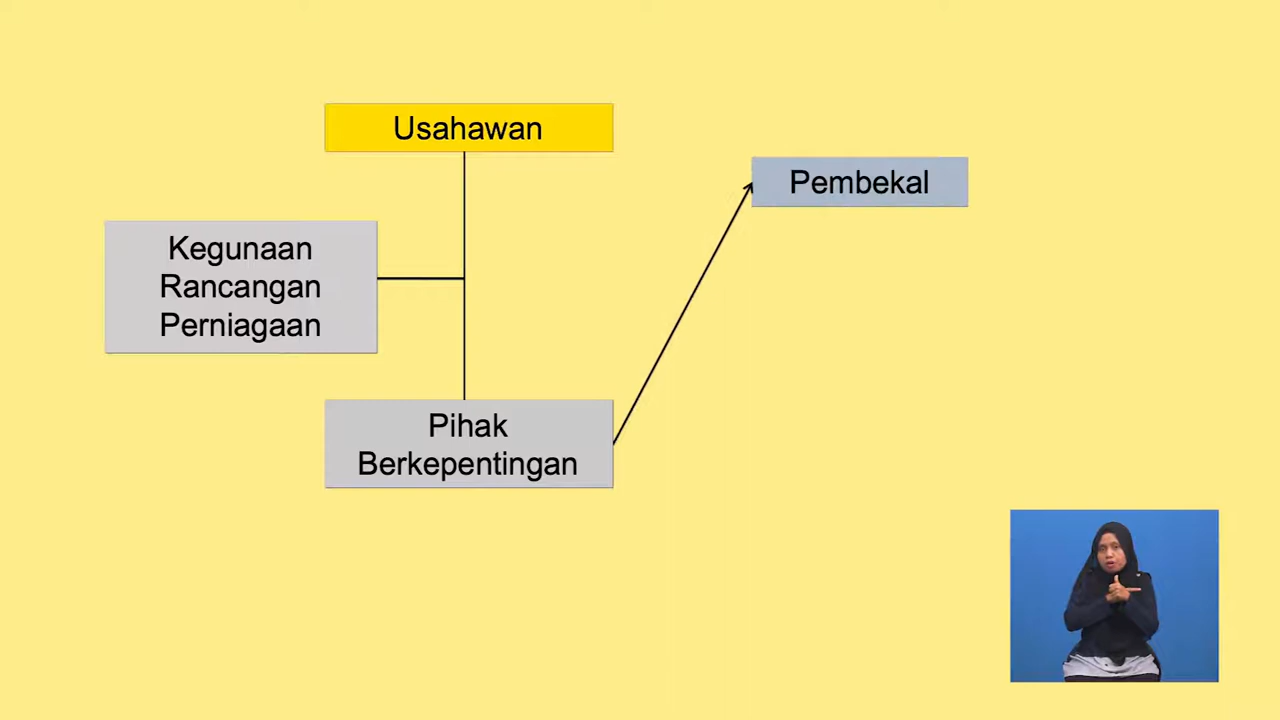 Usahawan
Pembekal
Kegunaan
Rancangan
Perniagaan
Pihak
Berkepentingan